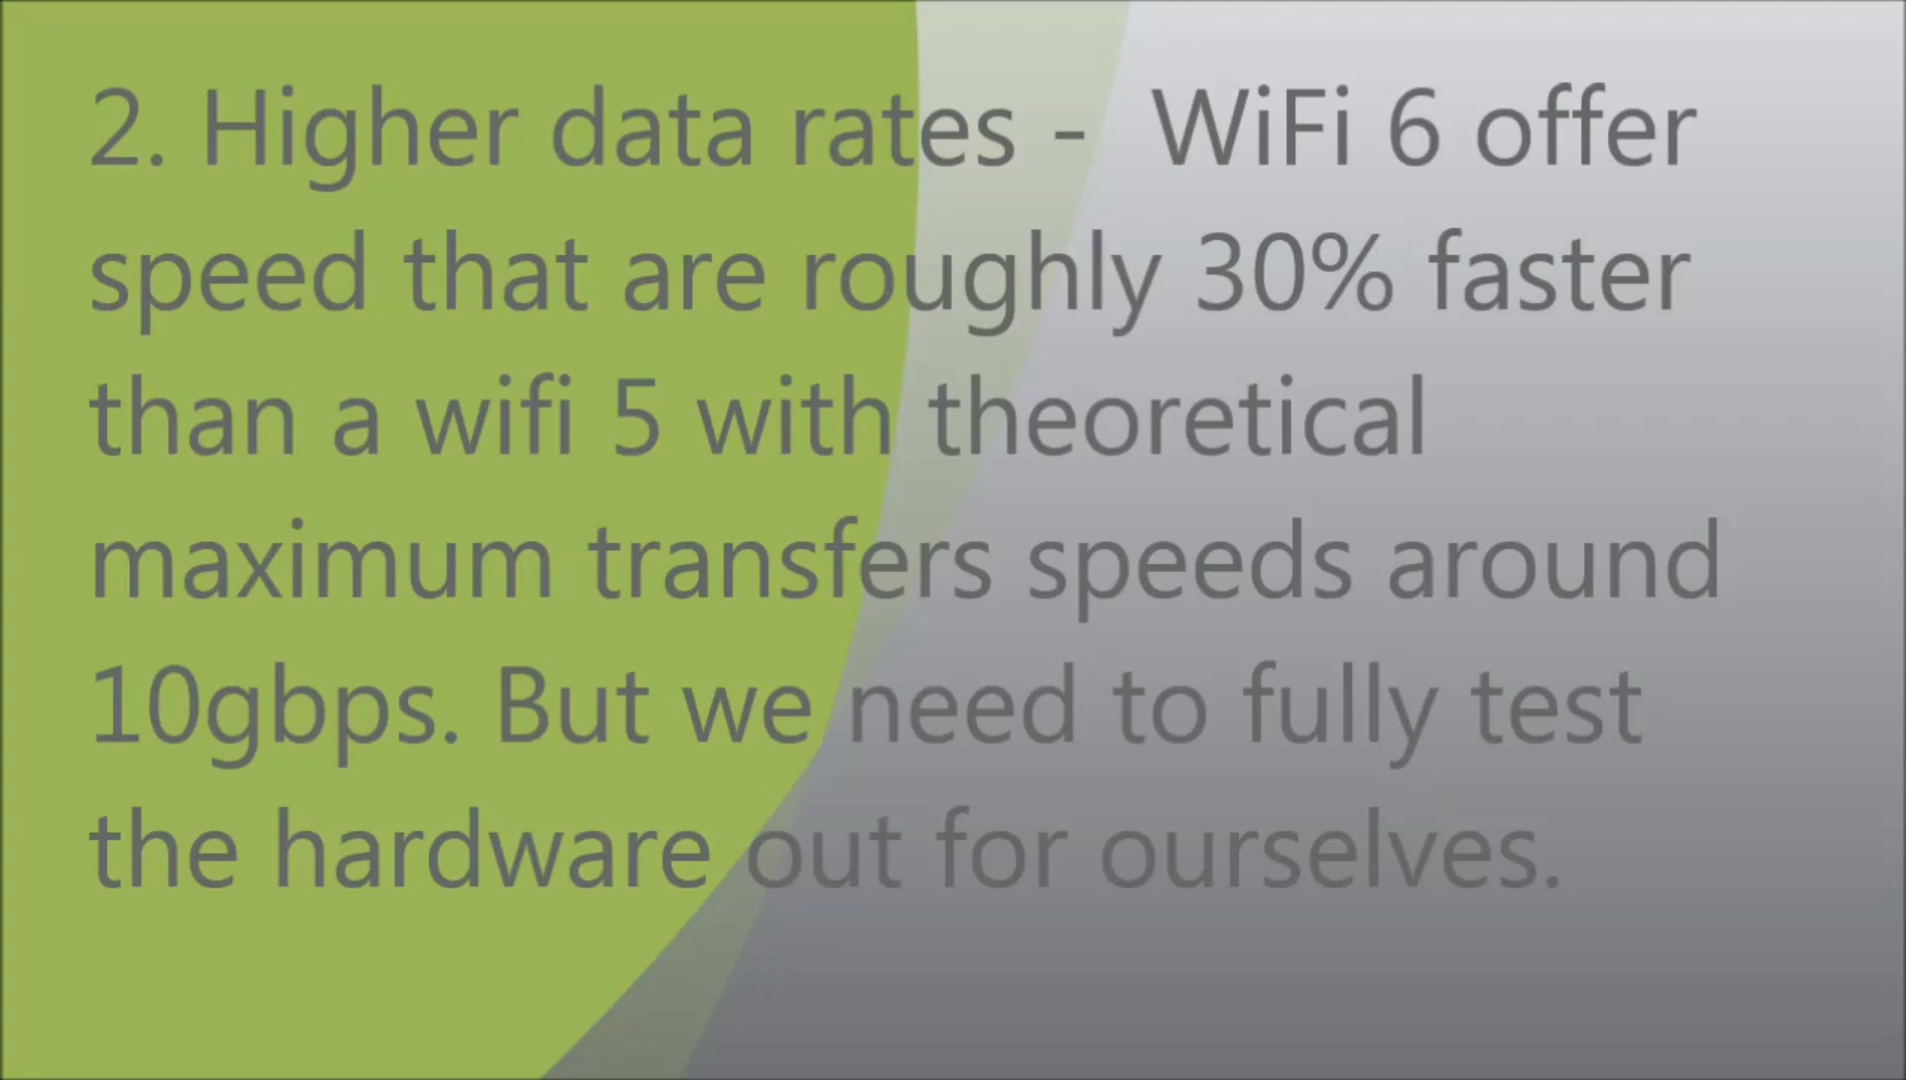 2. Higher data rates -  WiFi 6 offer
speed that are roughly 30% faster
than a wifi 5 with theoretical
maximum transfers speeds around
10gbps. But we need to fully test
the hardware out for ourselves.